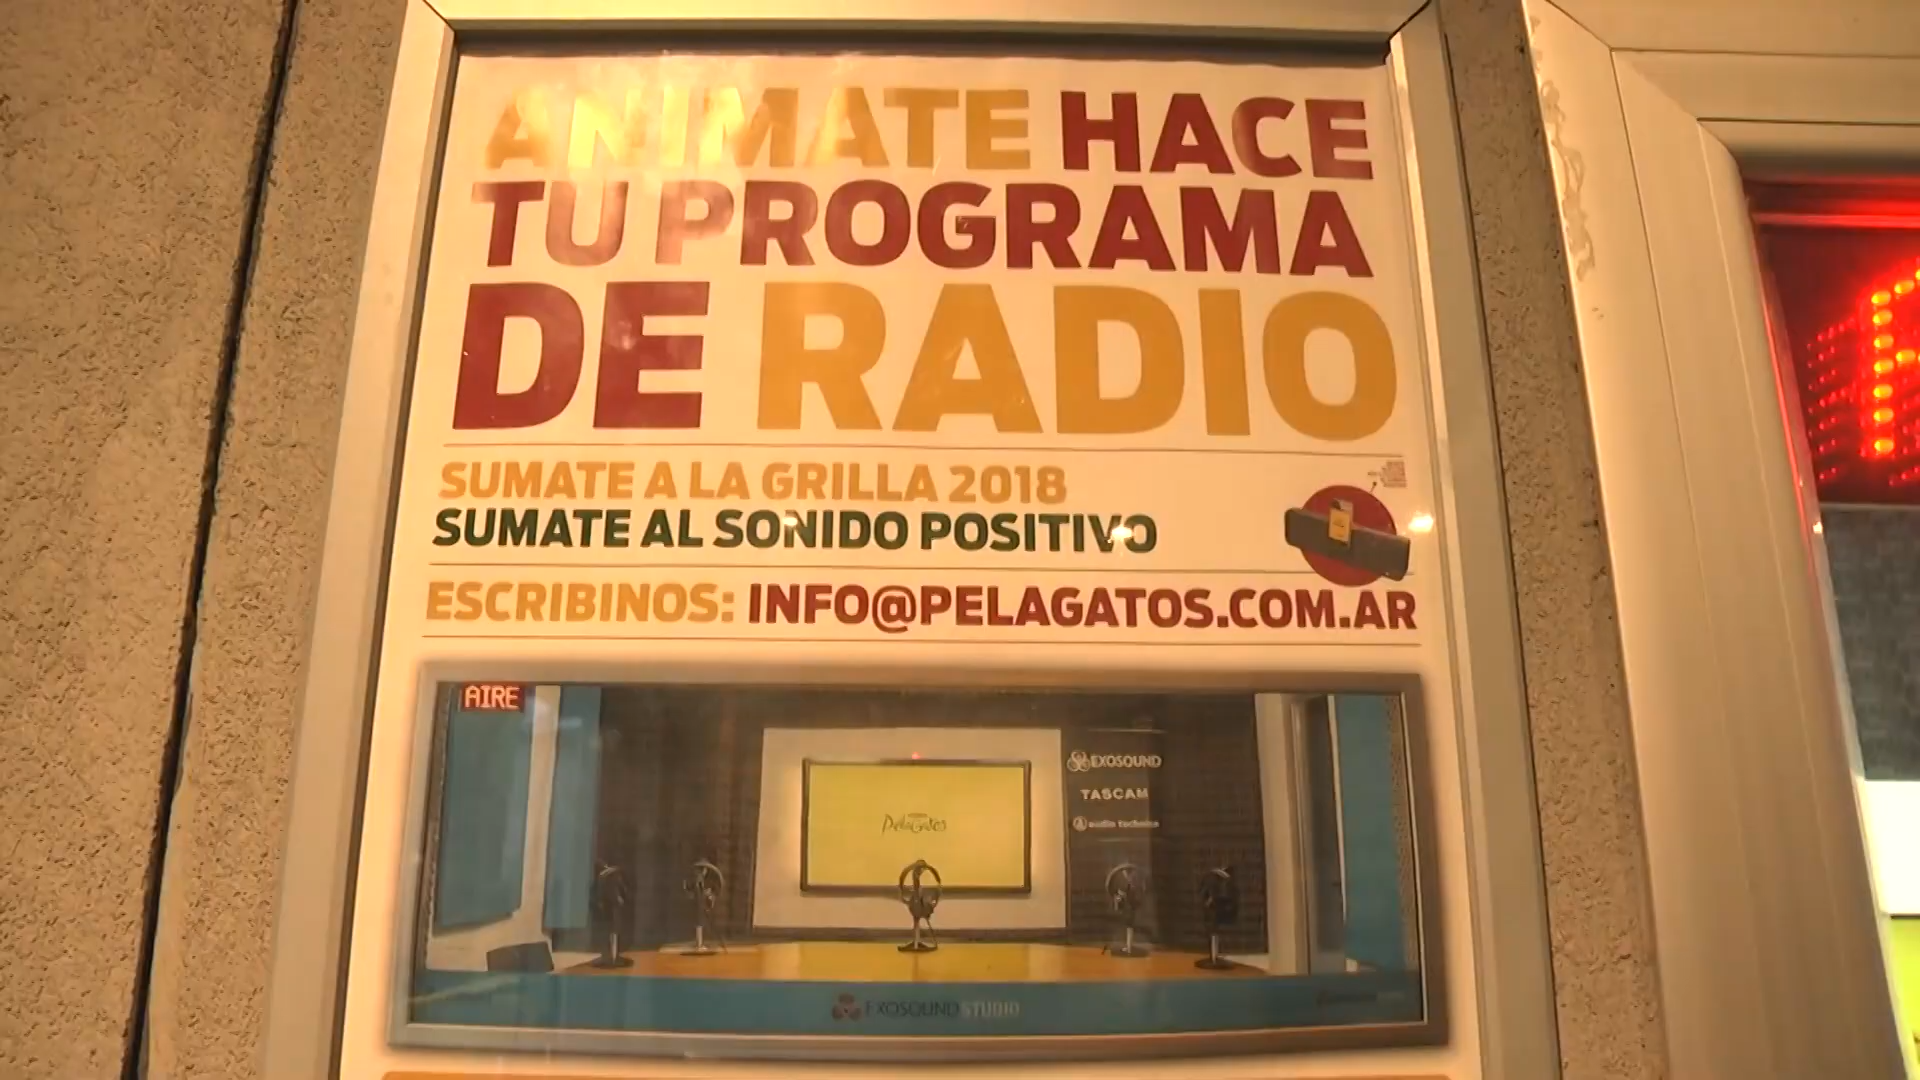 ANIMATE HACE
TU PROGRAMA
DE RADIO
SUMATE A LA GRILLA 2018
SUMATE AL SONIDO POSITIVO
ESCRIBINOS: INFO@PELAGATOS.COM.AR
AIRE
EXOSOUND
TASCAM
audio-technica
PelaGatos
EXOSOUND STUDIO